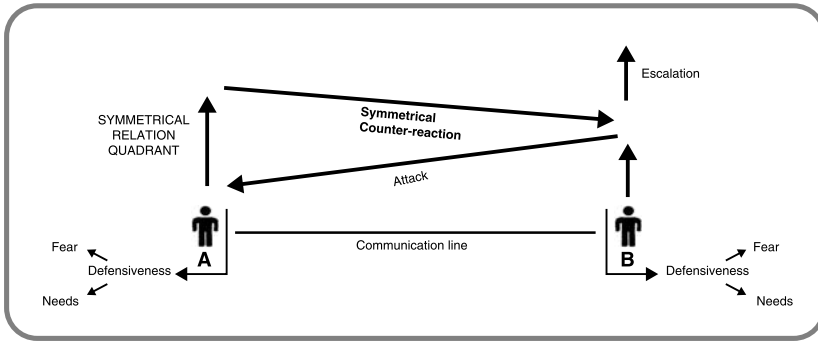 Escalation
SYMMETRICAL
RELATION
QUADRANT
Symmetrical
Counter-reaction
Attack
A
B
Communication line
Fear
Defensiveness
Needs
Fear
Defensiveness
Needs